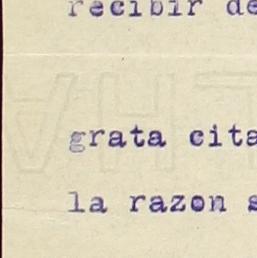 recibir de
grata cita
la razon s